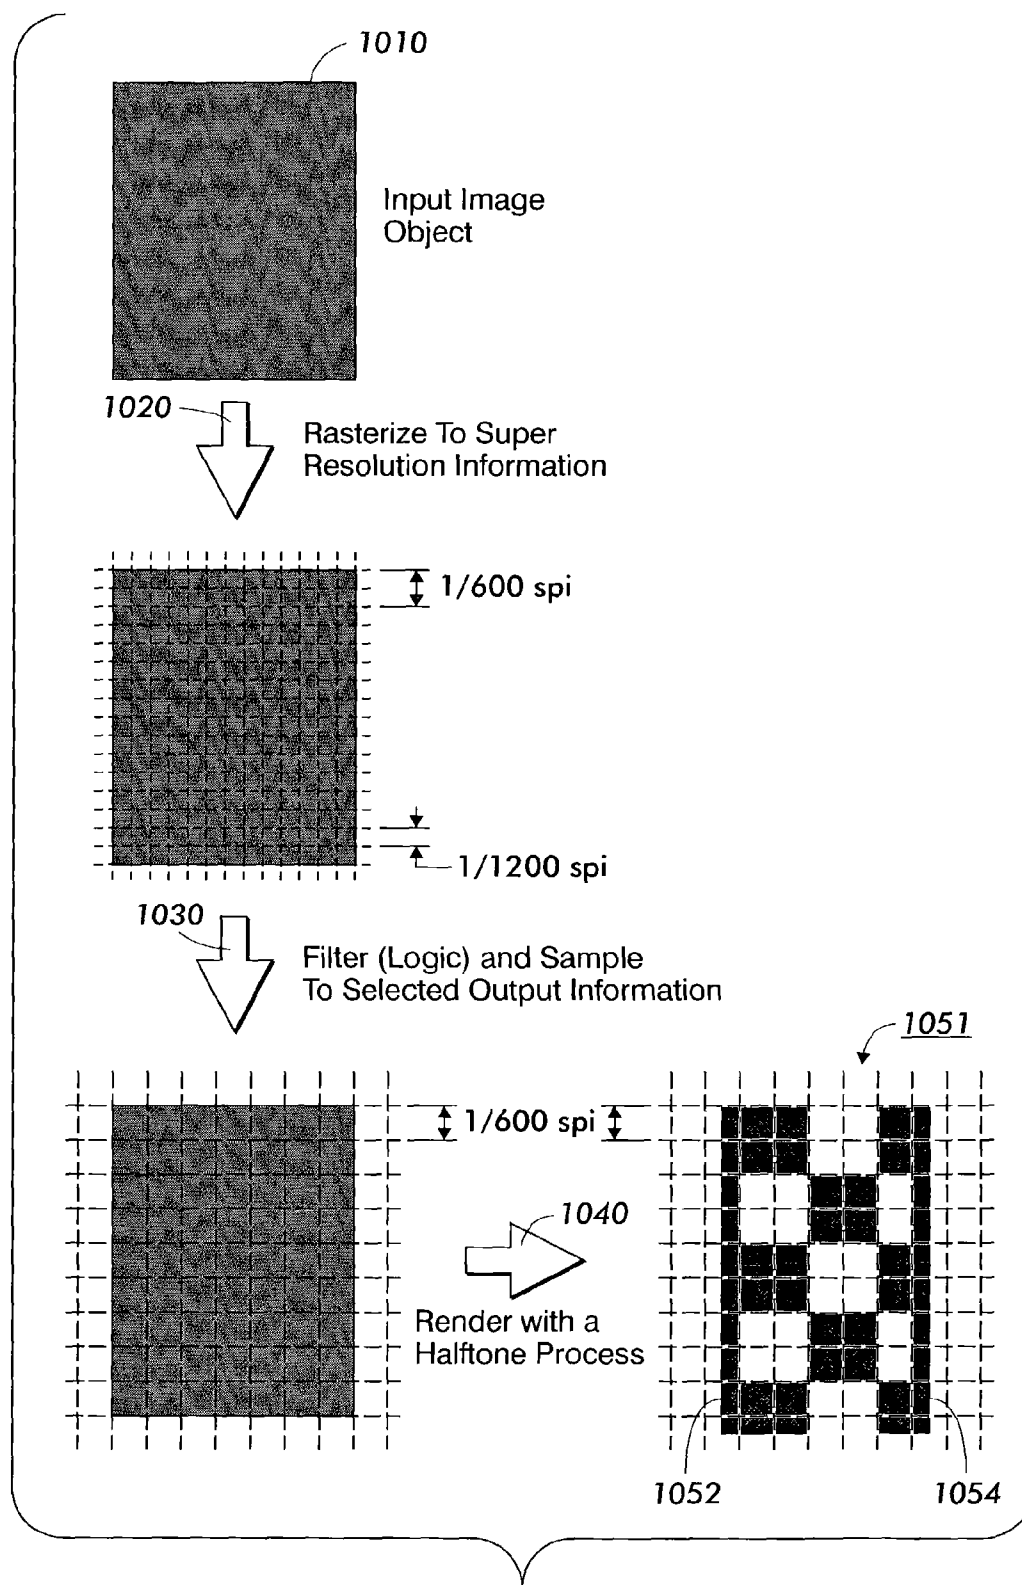 1010
Input Image
Object
1020
Rasterize To Super
Resolution Information
1/600 spi
1/1200 spi
1030
Filter (Logic) and Sample
To Selected Output Information
1051
1/600 spi
1040
Render with a
Halftone Process
1052
1054